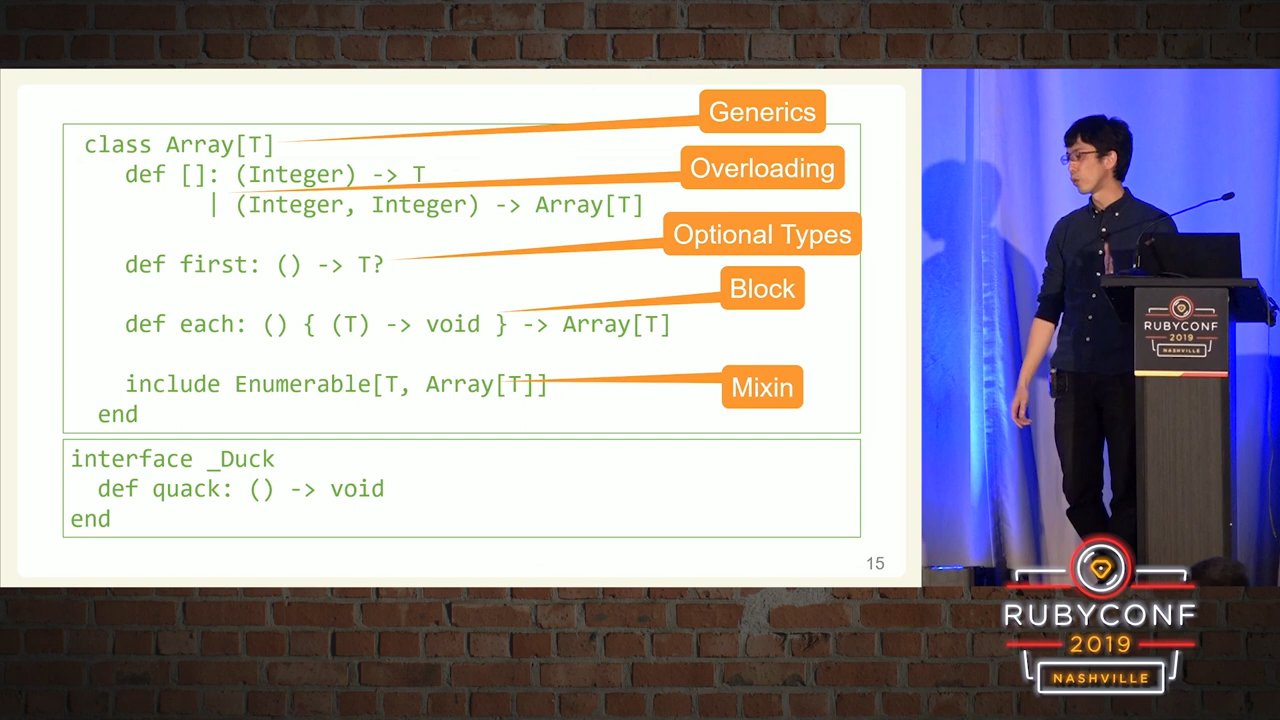 class Array[T]
def []: (Integer) -> T
| (Integer, Integer) -> Array[T]
def first: () -> T?
def each: () { (T) -> void } -> Array[T]
include Enumerable[T, Array[T]]
end
Generics
Overloading
Optional Types
Block
Mixin
interface _Duck
def quack: () -> void
end
15
RUBYCONF
2019
NASHVILLE
RUBYCONF
2019
NASHVILLE